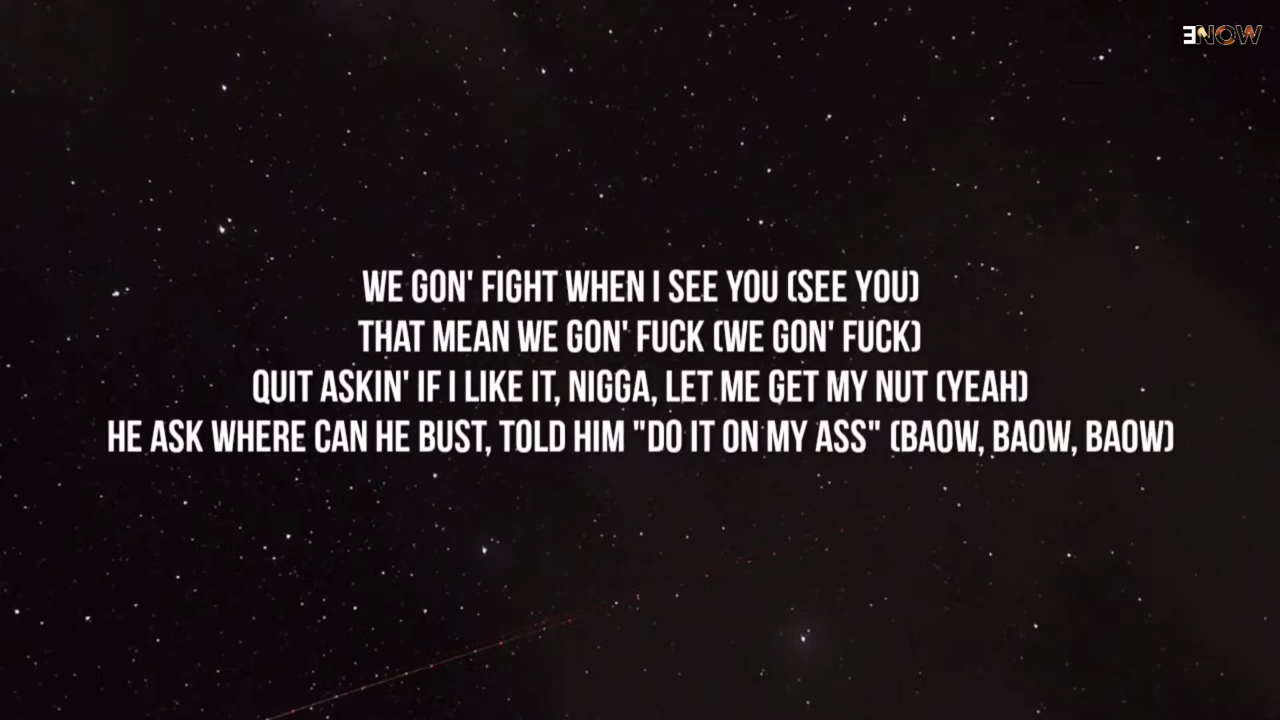 ƎNOW
WE GON' FIGHT WHEN I SEE YOU (SEE YOU)
THAT MEAN WE GON' FUCK (WE GON' FUCK)
QUIT ASKIN' IF I LIKE IT, NIGGA, LET ME GET MY NUT (YEAH)
HE ASK WHERE CAN HE BUST, TOLD HIM "DO IT ON MY ASS" (BAOW, BAOW, BAOW)